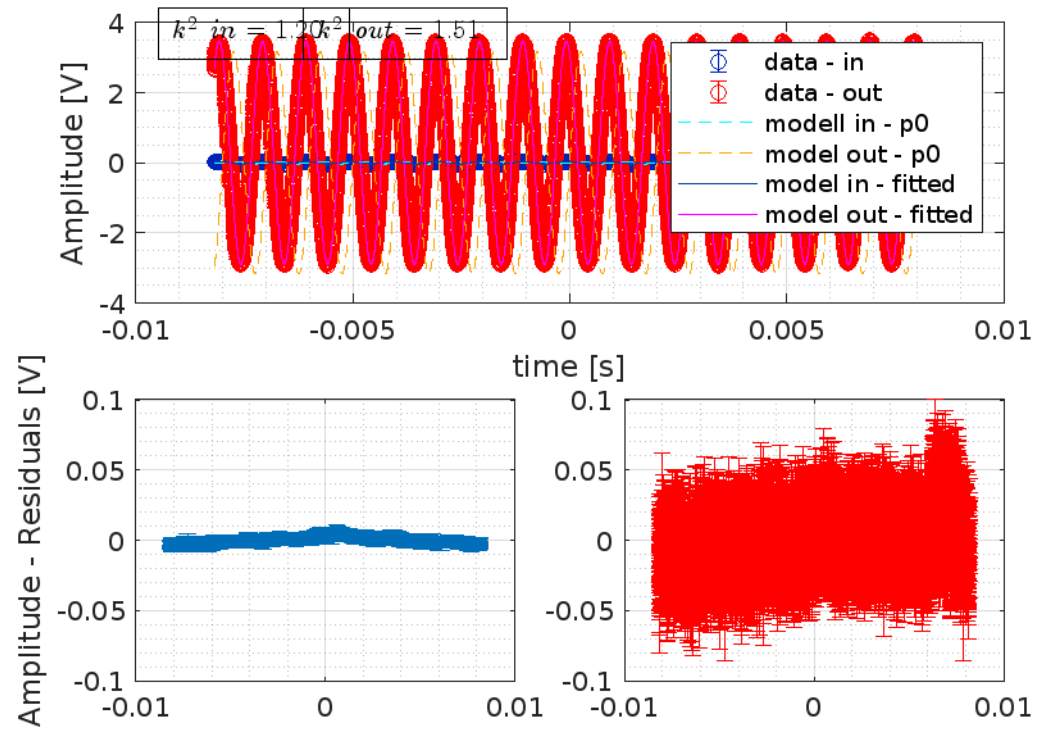 k² in = 1.20
k² out = 1.51
4
2
0
-2
-4
Amplitude [V]
data - in
data - out
modell in - p0
model out - p0
model in - fitted
model out - fitted
-0.01 -0.005 0 0.005 0.01
time [s]
Amplitude - Residuals [V]
0.1
0.05
0
-0.05
-0.1
-0.01 0 0.01
0.1
0.05
0
-0.05
-0.1
-0.01 0 0.01